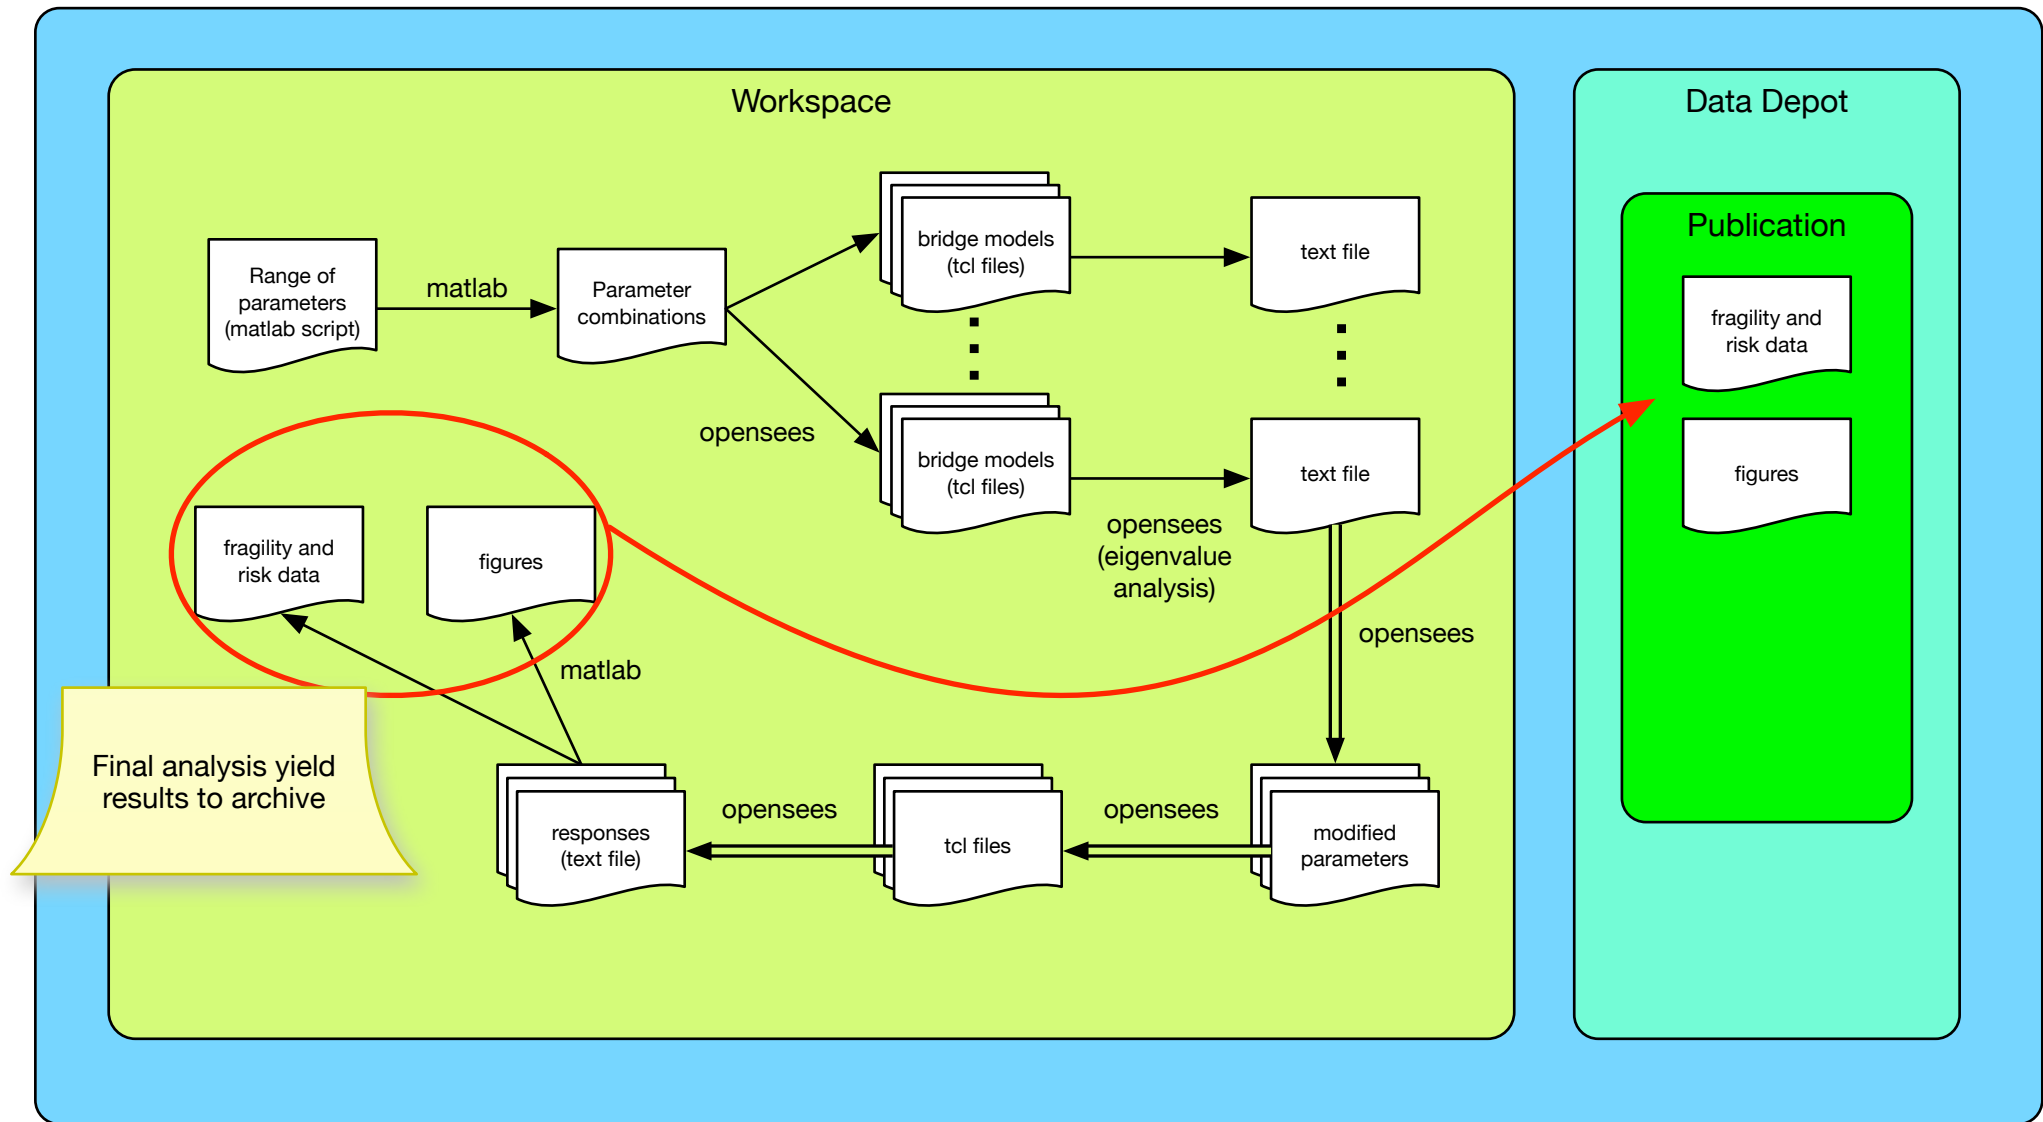 Workspace
Data Depot
Publication
Range of
parameters
(matlab script)
matlab
Parameter
combinations
bridge models
(tcl files)
text file
fragility and
risk data
opensees
bridge models
(tcl files)
text file
figures
opensees
(eigenvalue
analysis)
fragility and
risk data
figures
opensees
matlab
Final analysis yield
results to archive
responses
(text file)
opensees
tcl files
opensees
modified
parameters